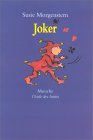 Susie Morgenstern
Joker
Mouche
l'école des loisirs